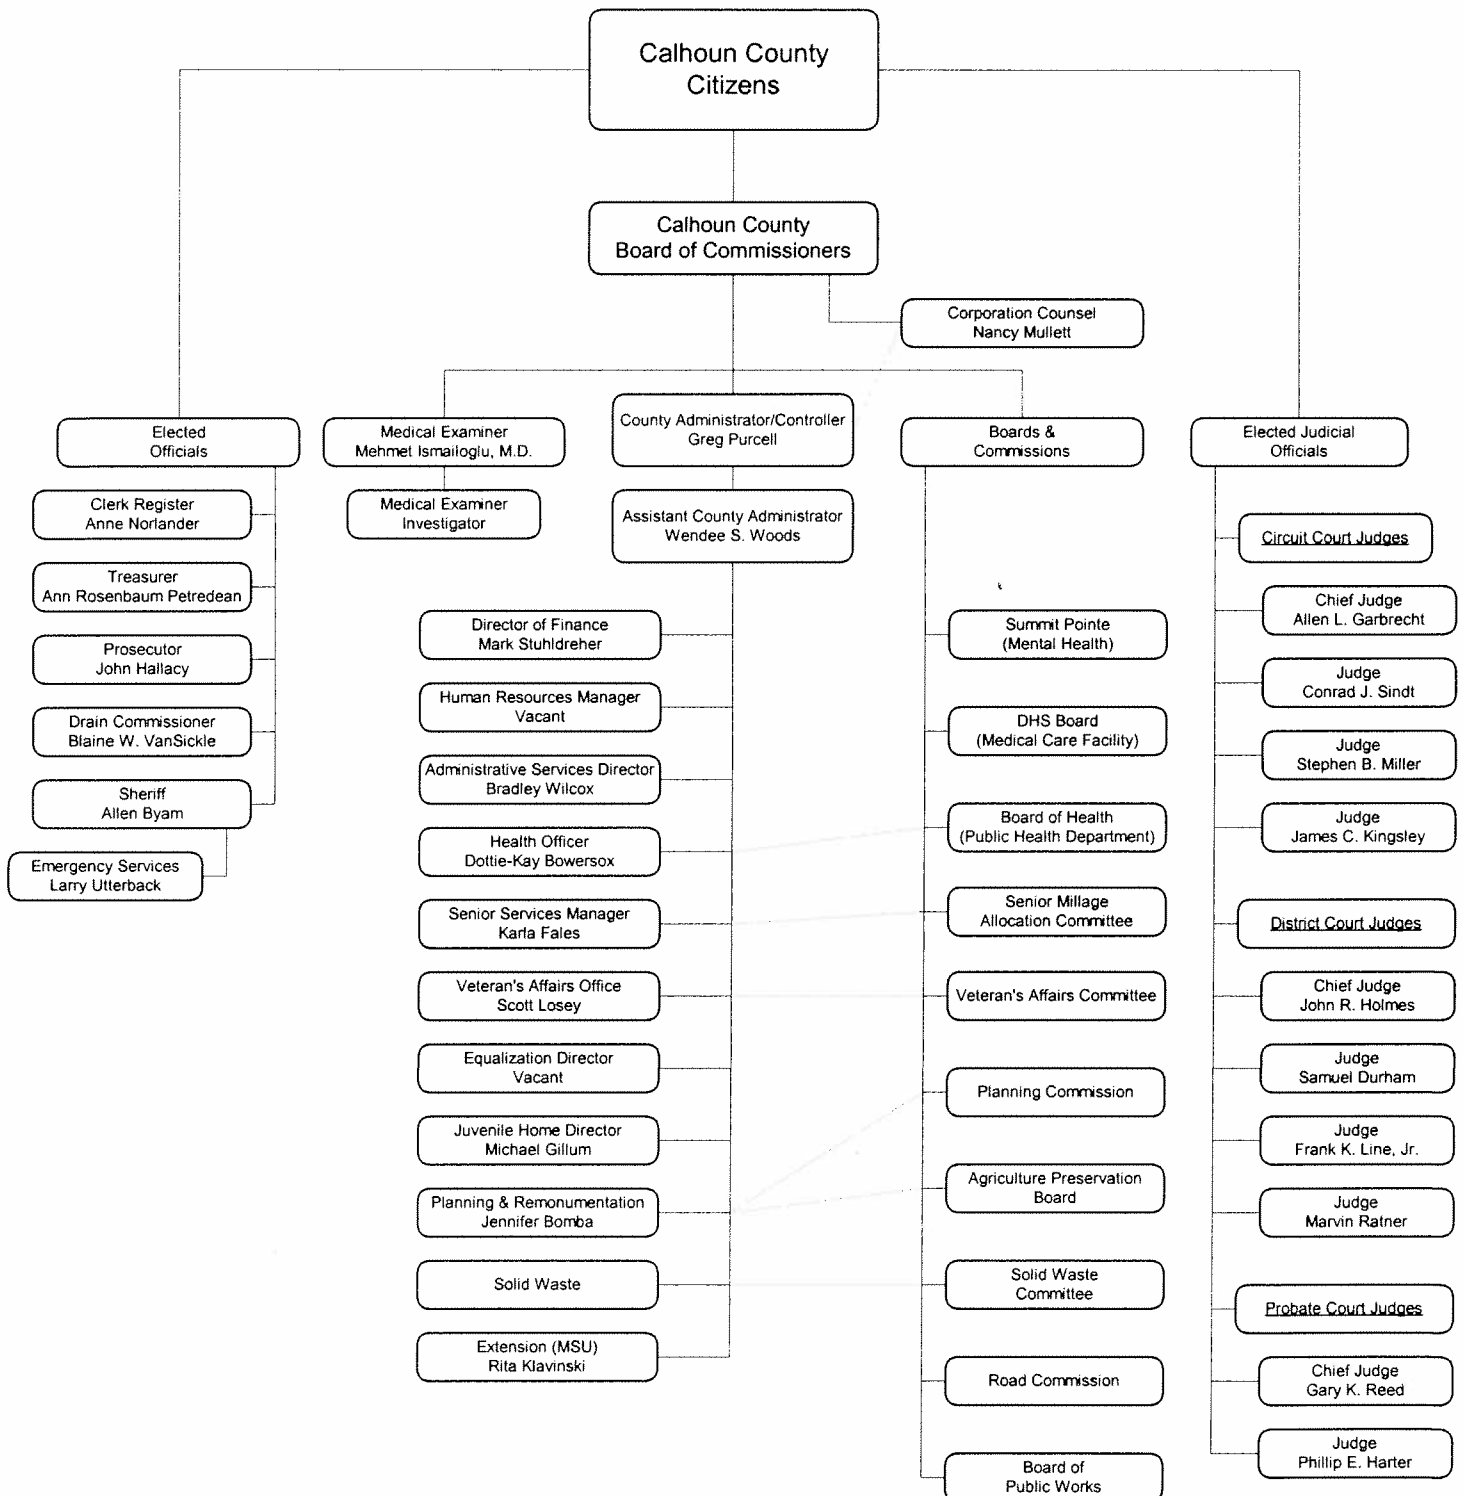 Calhoun County
Citizens
Calhoun County
Board of Commissioners
Corporation Counsel
Nancy Mullett
Elected
Officials
Clerk Register
Anne Norlander
Treasurer
Ann Rosenbaum Petredean
Prosecutor
John Hallacy
Drain Commissioner
Blaine W. VanSickle
Sheriff
Allen Byam
Emergency Services
Larry Utterback
Medical Examiner
Mehmet Ismailoglu, M.D.
Medical Examiner
Investigator
County Administrator/Controller
Greg Purcell
Assistant County Administrator
Wendee S. Woods
Director of Finance
Mark Stuhldreher
Human Resources Manager
Vacant
Administrative Services Director
Bradley Wilcox
Health Officer
Dottie-Kay Bowersox
Senior Services Manager
Karla Fales
Veteran's Affairs Office
Scott Losey
Equalization Director
Vacant
Juvenile Home Director
Michael Gillum
Planning & Remonumentation
Jennifer Bomba
Solid Waste
Extension (MSU)
Rita Klavinski
Boards &
Commissions
Summit Pointe
(Mental Health)
DHS Board
(Medical Care Facility)
Board of Health
(Public Health Department)
Senior Millage
Allocation Committee
Veteran's Affairs Committee
Planning Commission
Agriculture Preservation
Board
Solid Waste
Committee
Road Commission
Board of
Public Works
Elected Judicial
Officials
Circuit Court Judges
Chief Judge
Allen L. Garbrecht
Judge
Conrad J. Sindt
Judge
Stephen B. Miller
Judge
James C. Kingsley
District Court Judges
Chief Judge
John R. Holmes
Judge
Samuel Durham
Judge
Frank K. Line, Jr.
Judge
Marvin Ratner
Probate Court Judges
Chief Judge
Gary K. Reed
Judge
Phillip E. Harter